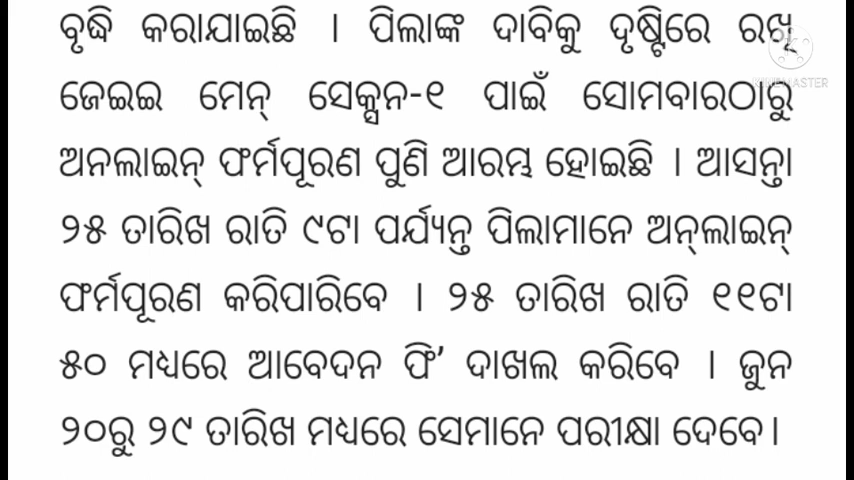 ବୃଦ୍ଧି କରାଯାଇଛି । ପିଲାଙ୍କ ଦାବିକୁ ଦୃଷ୍ଟିରେ ରଖି
ଜେଇଇ ମେନ୍ ସେକ୍ସନ-୧ ପାଇଁ ସୋମବାରଠାରୁ
ଅନଲାଇନ୍ ଫର୍ମପୂରଣ ପୁଣି ଆରମ୍ଭ ହୋଇଛି । ଆସନ୍ତା
୨୫ ତାରିଖ ରାତି ୯ଟା ପର୍ଯ୍ୟନ୍ତ ପିଲାମାନେ ଅନ୍‌ଲାଇନ୍
ଫର୍ମପୂରଣ କରିପାରିବେ । ୨୫ ତାରିଖ ରାତି ୧୧ଟା
୫୦ ମଧ୍ୟରେ ଆବେଦନ ଫି’ ଦାଖଲ କରିବେ । ଜୁନ
୨୦ରୁ ୨୯ ତାରିଖ ମଧ୍ୟରେ ସେମାନେ ପରୀକ୍ଷା ଦେବେ।
KINEMASTER